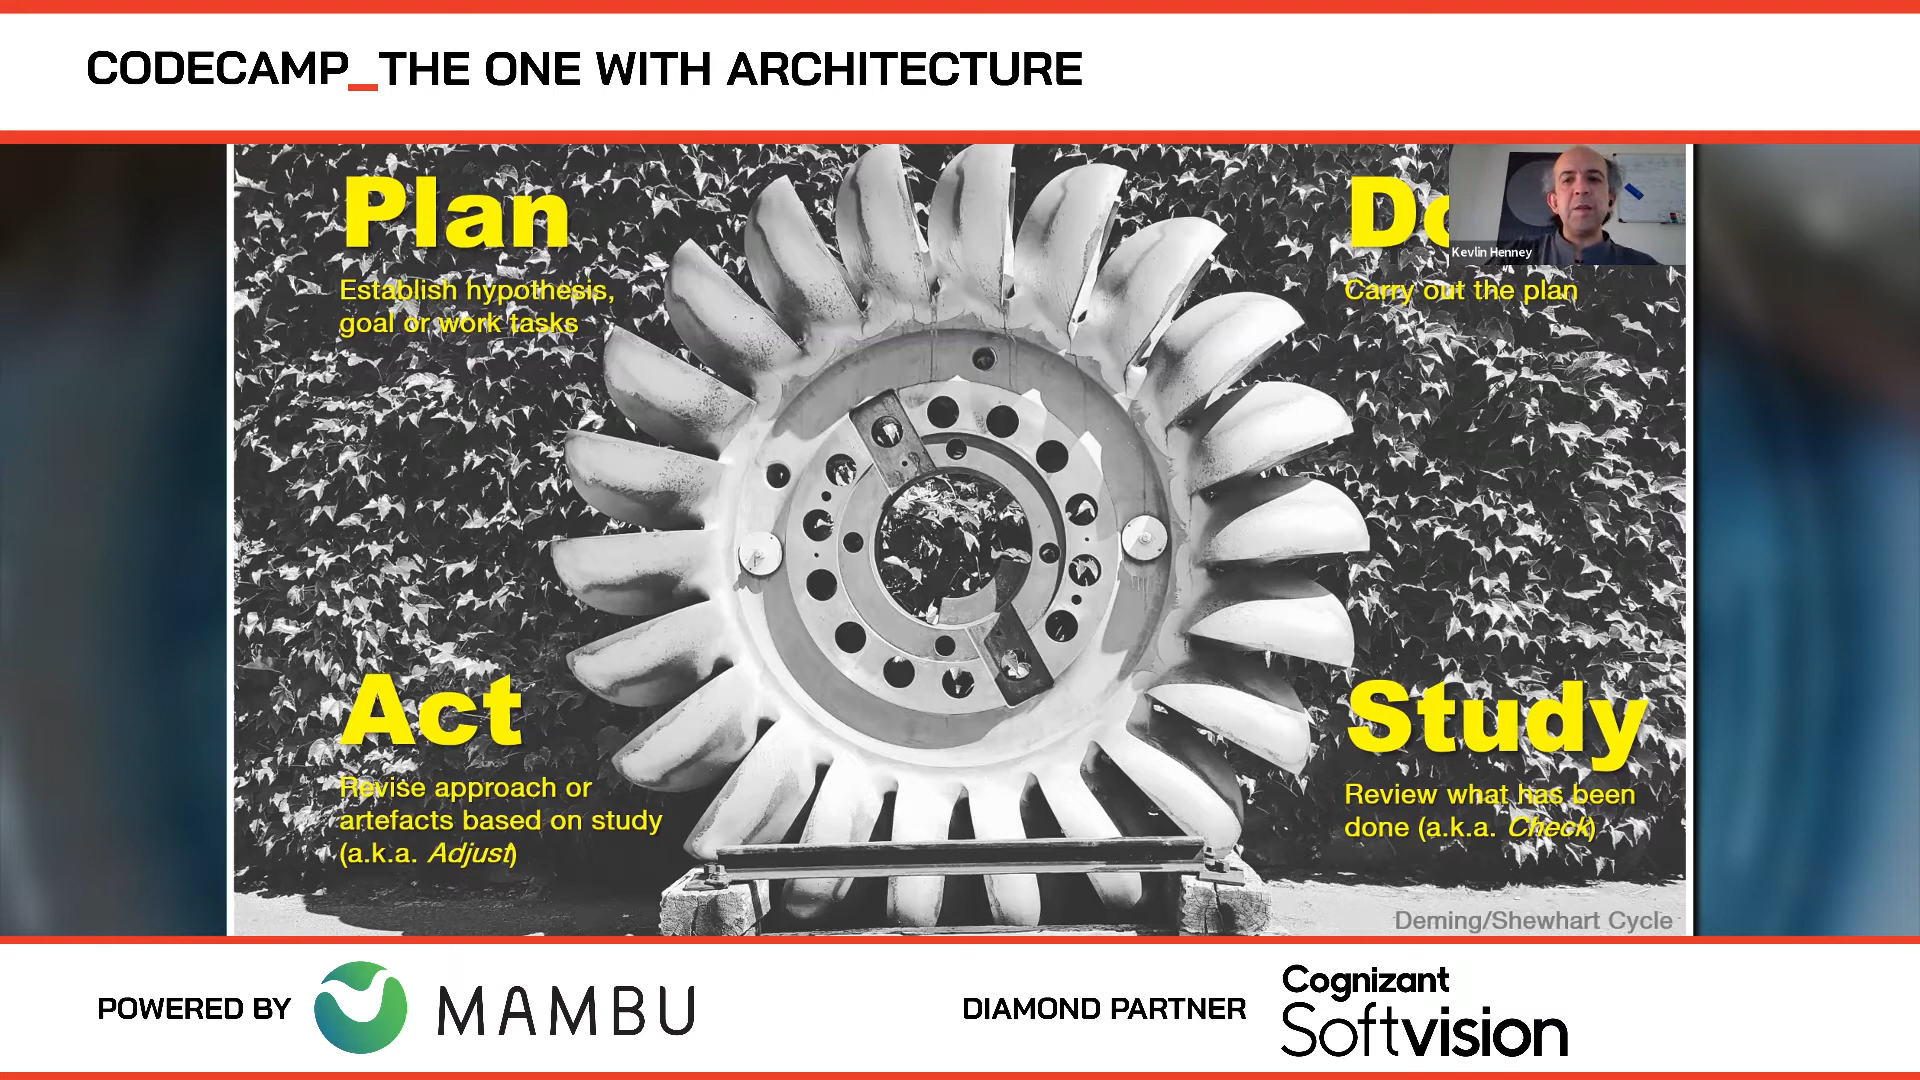 CODECAMP_THE ONE WITH ARCHITECTURE
Plan
Establish hypothesis,
goal or work tasks
Carry out the plan
Kevlin Henney
Act
Revise approach or
artefacts based on study
(a.k.a. Adjust)
Study
Review what has been
done (a.k.a. Check)
Deming/Shewhart Cycle
POWERED BY
MAMBU
DIAMOND PARTNER
Cognizant
Softvision